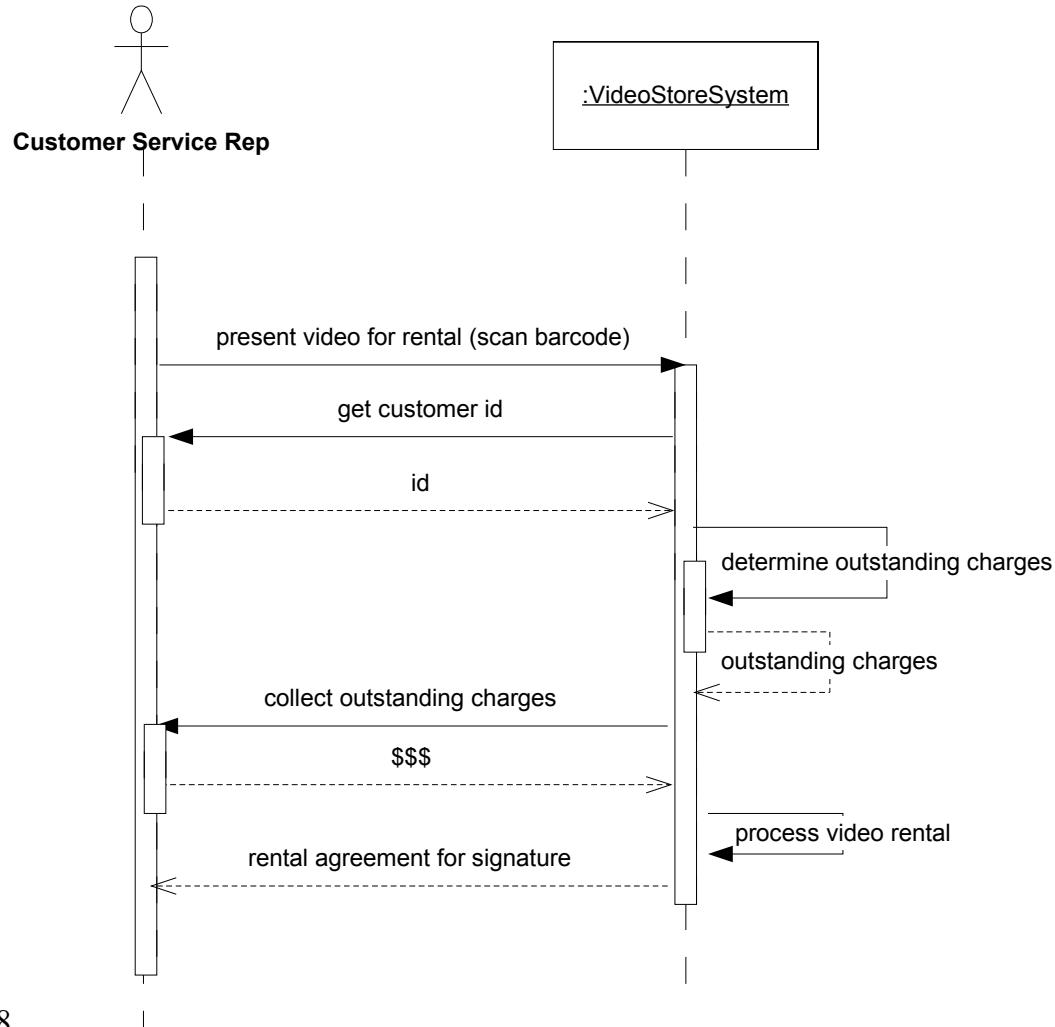 Customer Service Rep
:VideoStoreSystem
present video for rental (scan barcode)
get customer id
id
determine outstanding charges
outstanding charges
collect outstanding charges
$$$
process video rental
rental agreement for signature
8